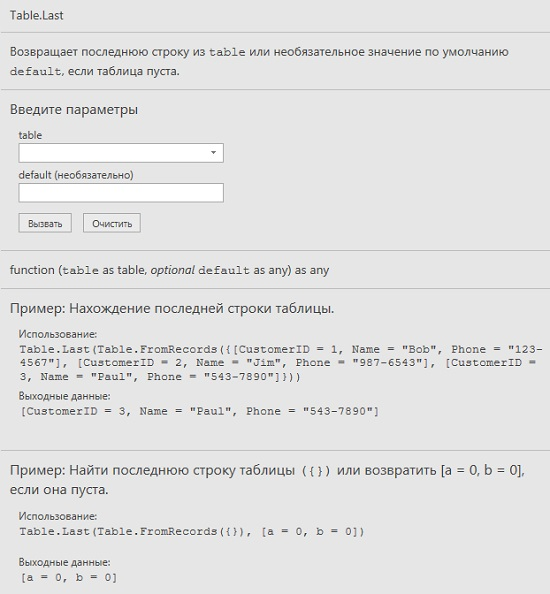 Table.Last
Возвращает последнюю строку из table или необязательное значение по умолчанию
default, если таблица пуста.
Введите параметры
table
default (необязательно)
Вызвать Очистить
function (table as table, optional default as any) as any
Пример: Нахождение последней строки таблицы.
Использование:
Table.Last(Table.FromRecords({[CustomerID = 1, Name = "Bob", Phone = "123-
4567"], [CustomerID = 2, Name = "Jim", Phone = "987-6543"], [CustomerID =
3, Name = "Paul", Phone = "543-7890"]}))
Выходные данные:
[CustomerID = 3, Name = "Paul", Phone = "543-7890"]
Пример: Найти последнюю строку таблицы ({}) или возвратить [a = 0, b = 0],
если она пуста.
Использование:
Table.Last(Table.FromRecords({}), [a = 0, b = 0])
Выходные данные:
[a = 0, b = 0]